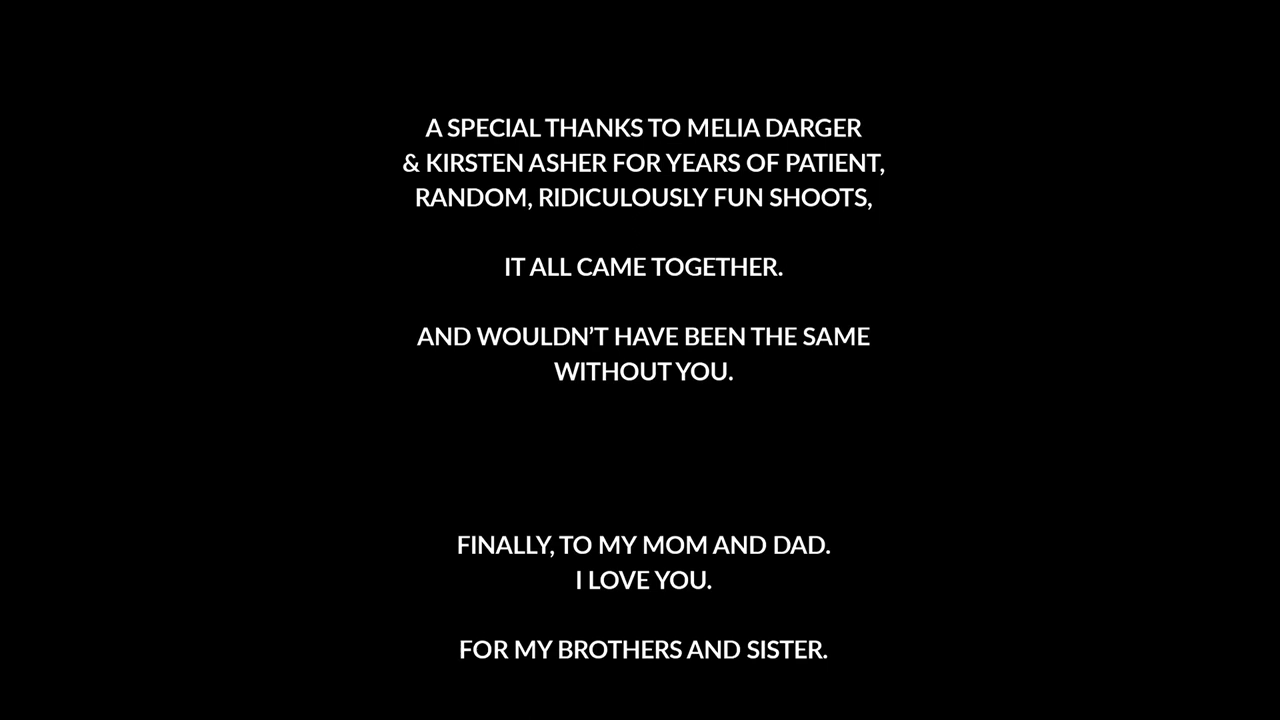 A SPECIAL THANKS TO MELIA DARGER
& KIRSTEN ASHER FOR YEARS OF PATIENT,
RANDOM, RIDICULOUSLY FUN SHOOTS,
IT ALL CAME TOGETHER.
AND WOULDN’T HAVE BEEN THE SAME
WITHOUT YOU.
FINALLY, TO MY MOM AND DAD.
I LOVE YOU.
FOR MY BROTHERS AND SISTER.